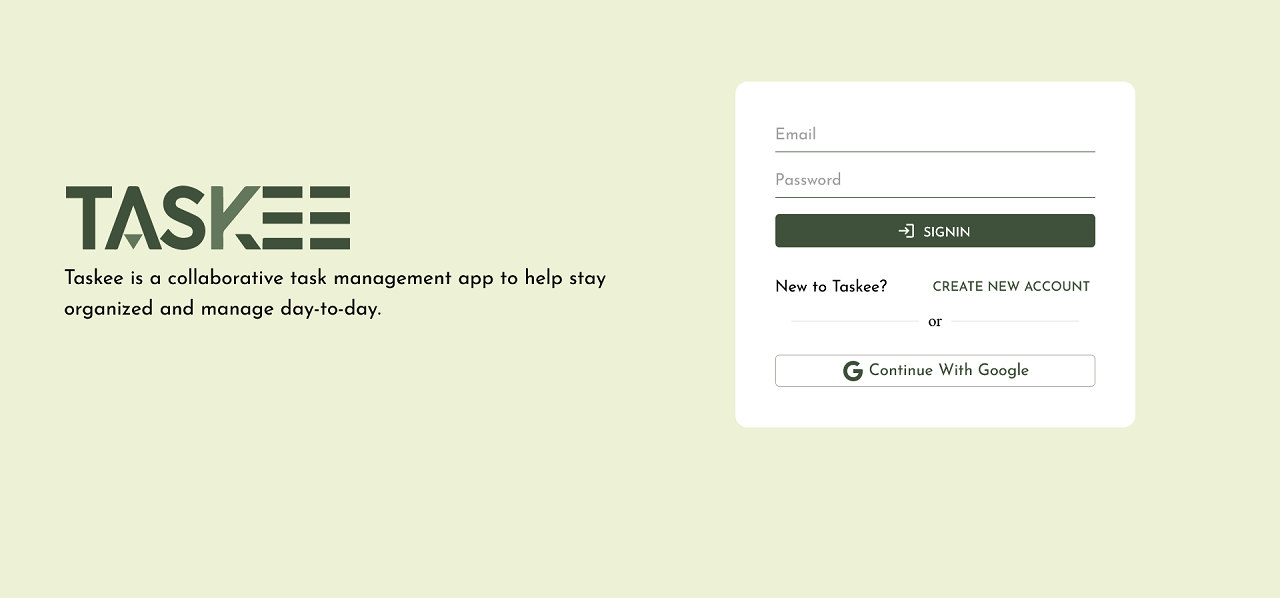 TASKEE
Taskee is a collaborative task management app to help stay
organized and manage day-to-day.
Email
Password
SIGNIN
New to Taskee? CREATE NEW ACCOUNT
or
Continue With Google